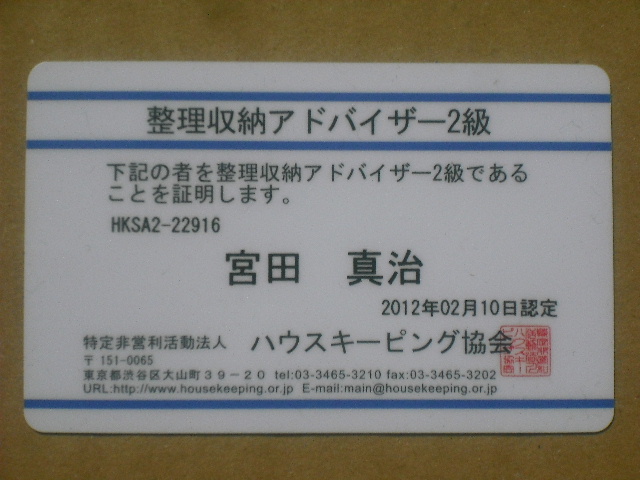 整理収納アドバイザー2級
下記の者を整理収納アドバイザー2級である
ことを証明します。
HKSA2-22916
宮田　真治
2012年02月10日認定
特定非営利活動法人　ハウスキーピング協会
〒 151-0065
東京都渋谷区大山町３９－２０ tel:03-3465-3210 fax:03-3465-3202
URL:http://www.housekeeping.or.jp E-mail:main@housekeeping.or.jp